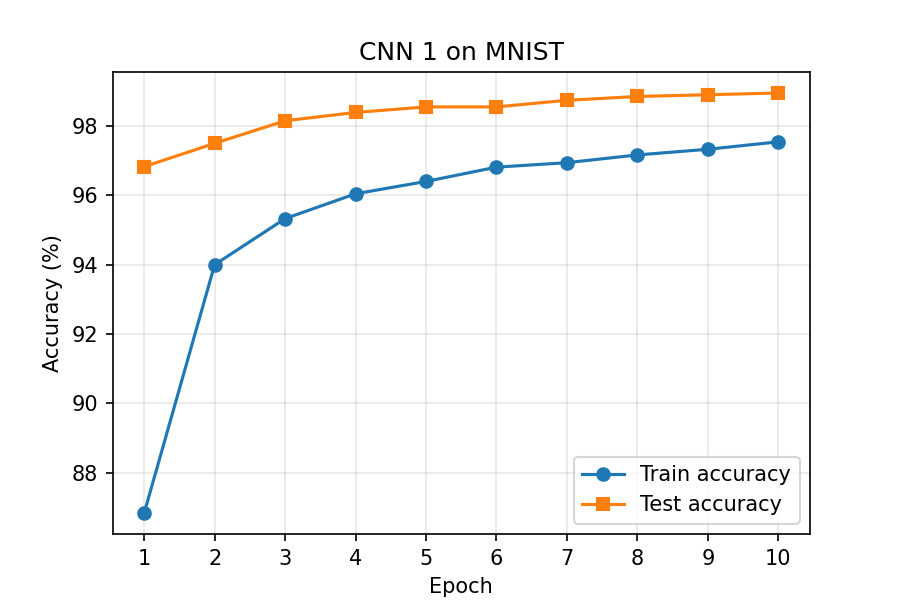 CNN 1 on MNIST
Accuracy (%)
98
96
94
92
90
88
Train accuracy
Test accuracy
1 2 3 4 5 6 7 8 9 10
Epoch